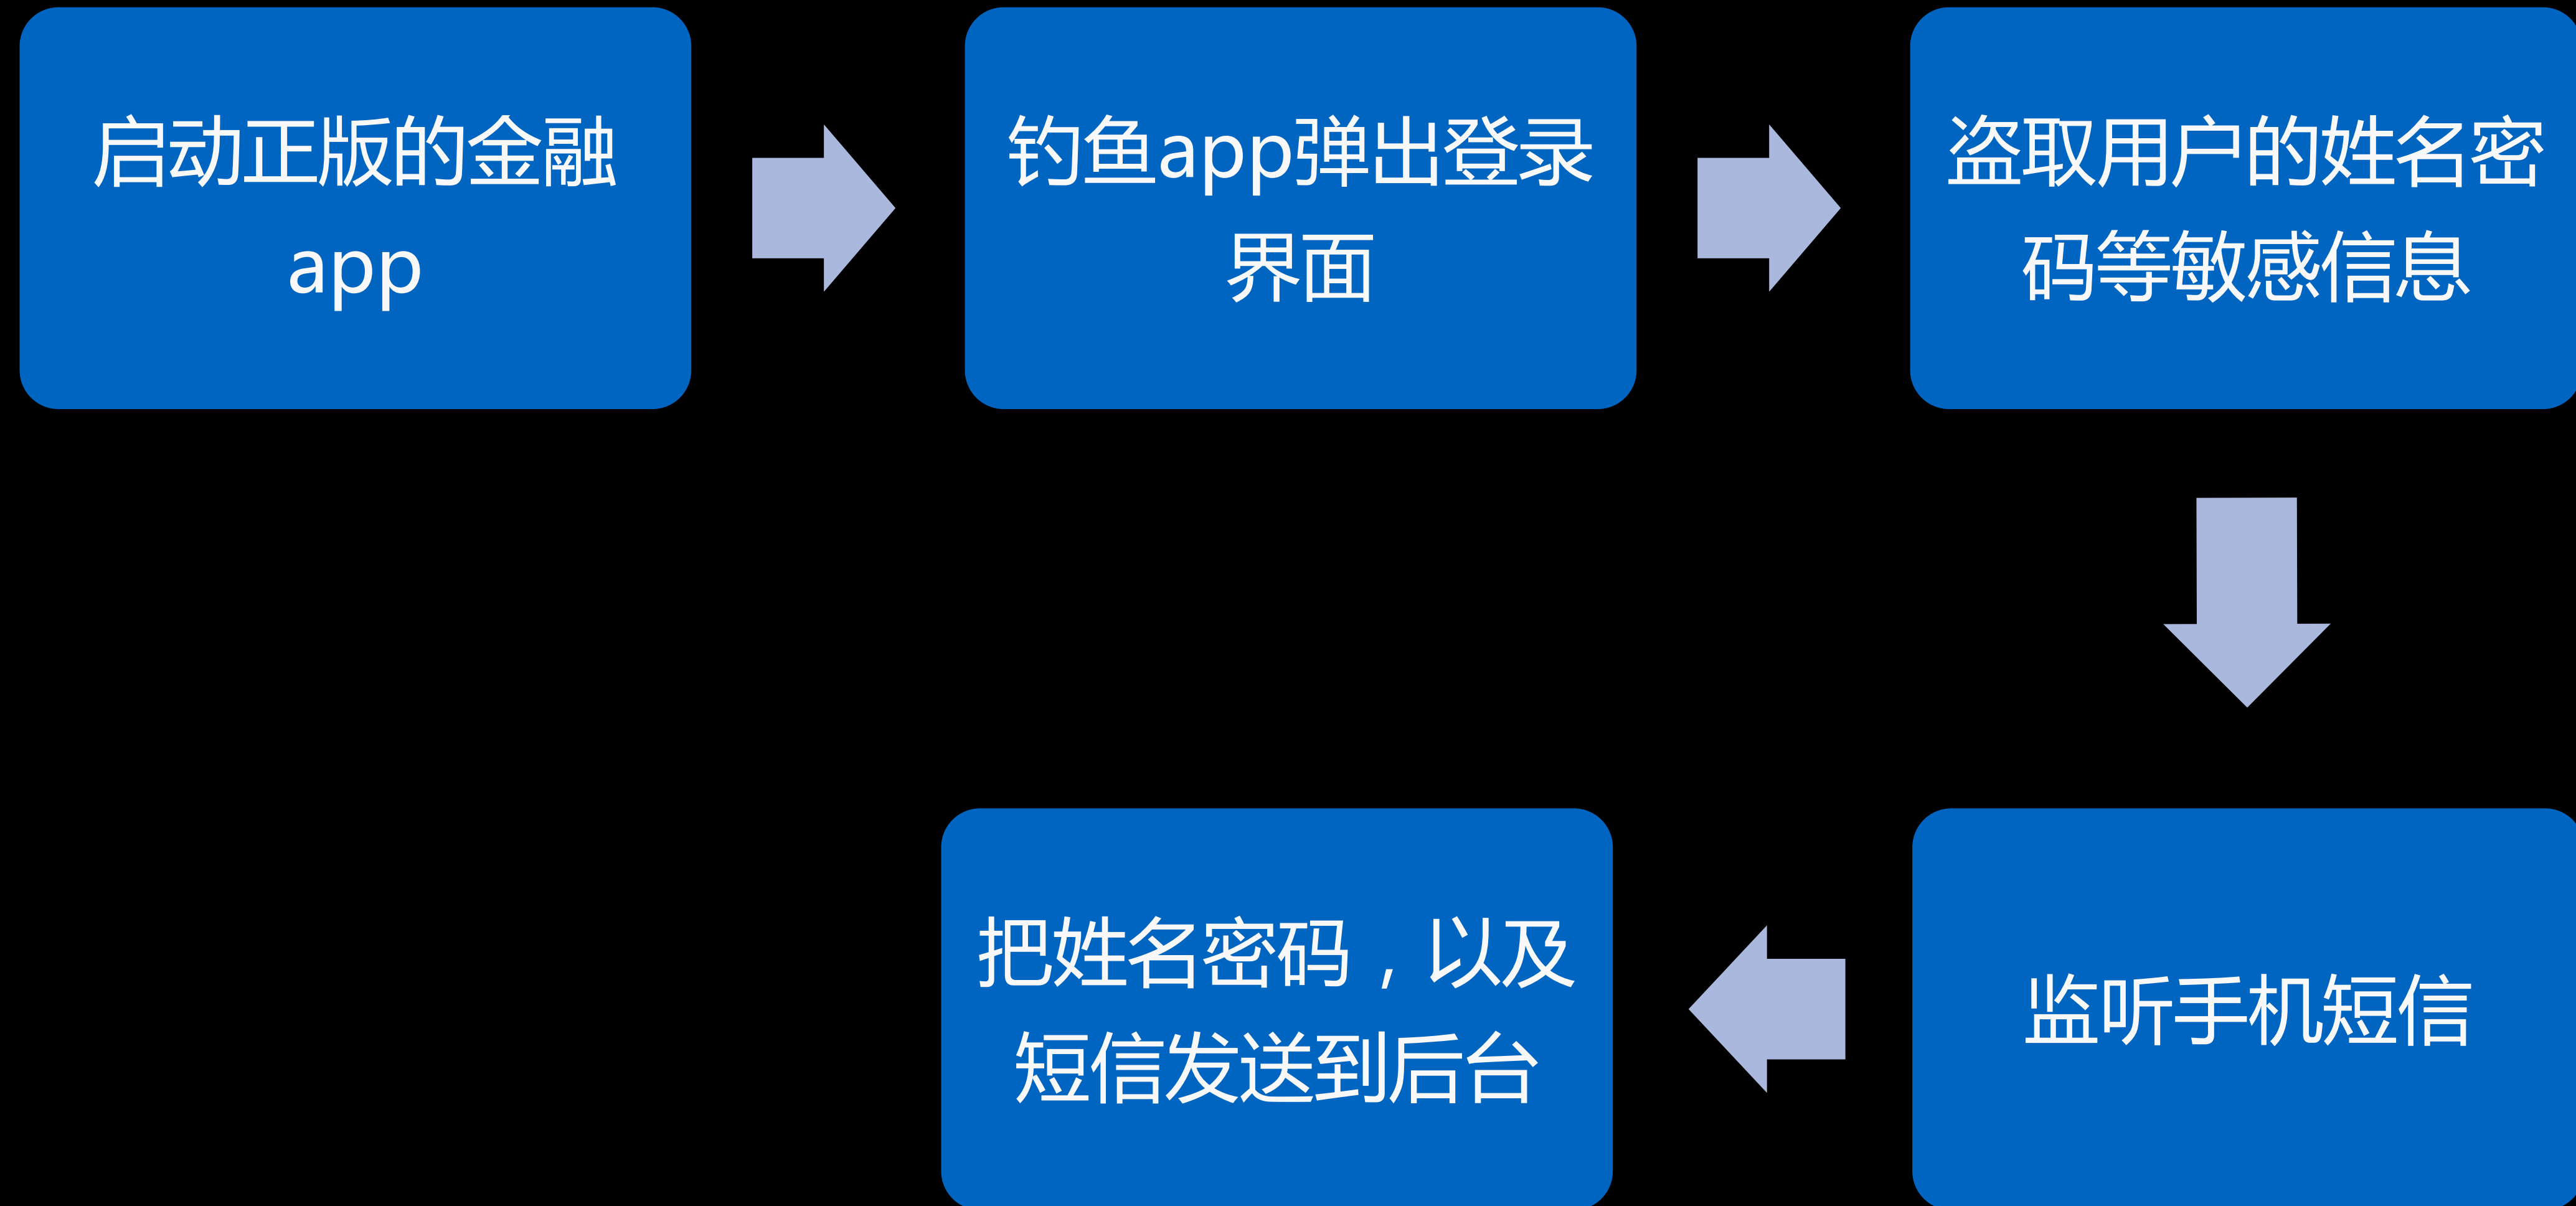 启动正版的金融
app
钓鱼app弹出登录
界面
盗取用户的姓名密
码等敏感信息
监听手机短信
把姓名密码，以及
短信发送到后台